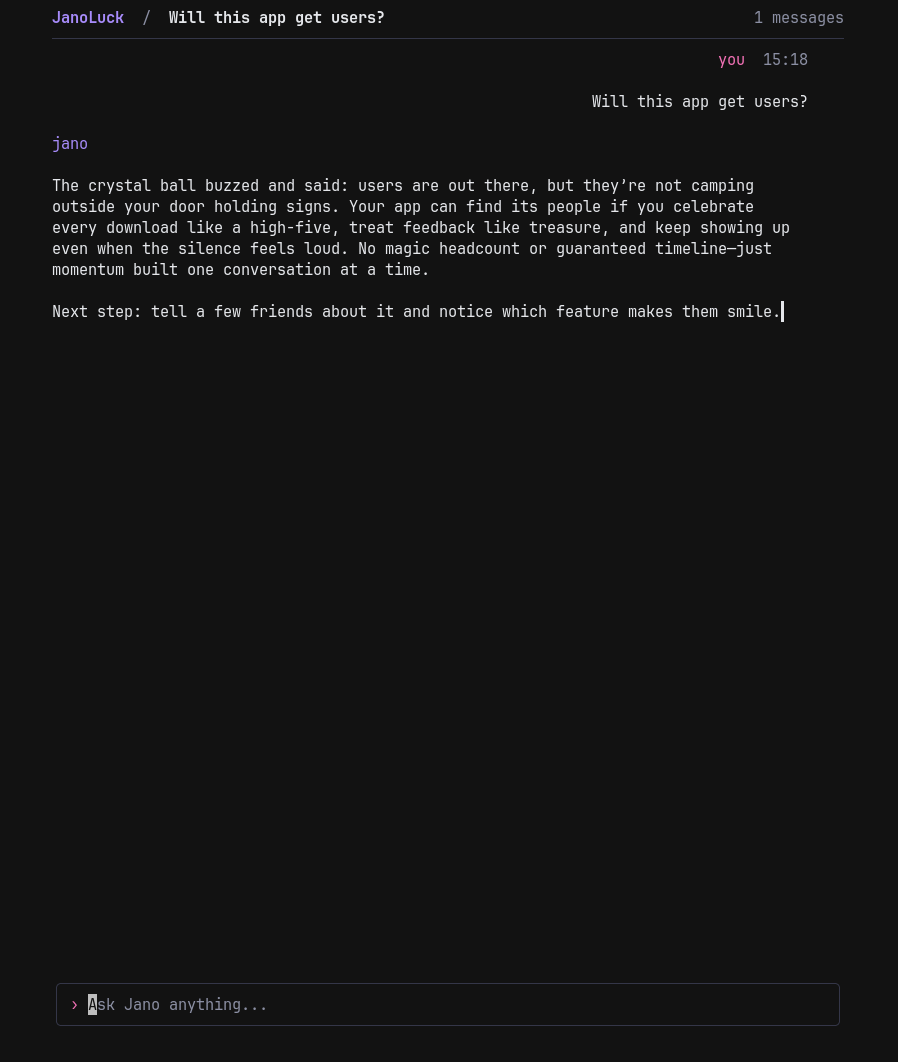 JanoLuck / Will this app get users? 1 messages
you 15:18
Will this app get users?
jano
The crystal ball buzzed and said: users are out there, but they’re not camping
outside your door holding signs. Your app can find its people if you celebrate
every download like a high-five, treat feedback like treasure, and keep showing up
even when the silence feels loud. No magic headcount or guaranteed timeline—just
momentum built one conversation at a time.
Next step: tell a few friends about it and notice which feature makes them smile.
› Ask Jano anything...